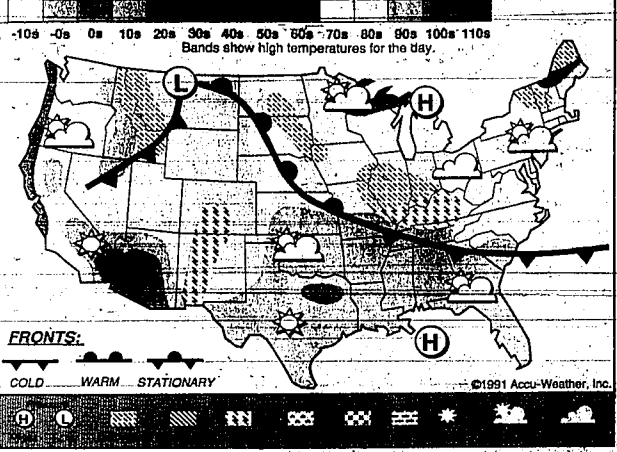 -10s -0s 0s 10s 20s 30s 40s 50s 60s 70s 80s 90s 100s 110s
Bands show high temperatures for the day.
L
H
H
FRONTS:
COLD WARM STATIONARY
©1991 Accu-Weather, Inc.
H L